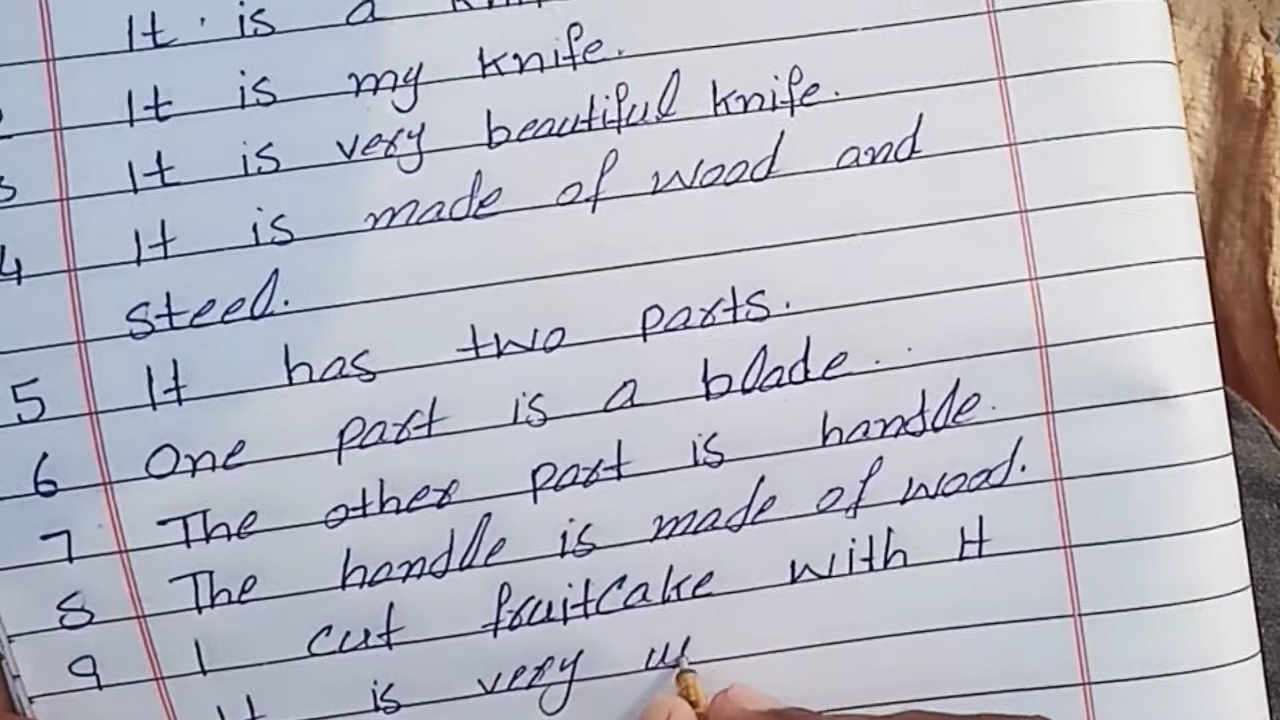 It is a
2 It is my knife.
3 It is very beautiful knife.
4 It is made of wood and
steel.
5 It has two parts.
6 One part is a blade.
7 The other part is handle.
8 The handle is made of wood.
9 I cut fruitcake with it
It is very